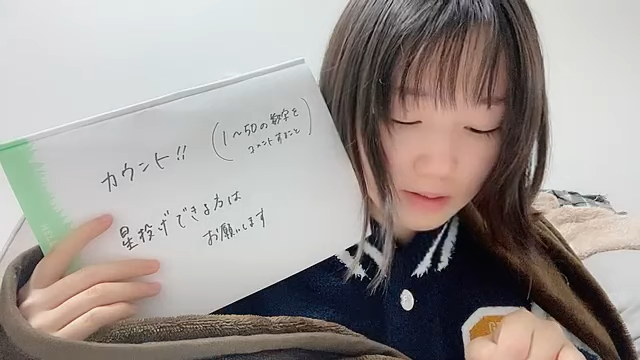 カウント!!
(1〜50の数字を
コメントすること)
星投げできる方は
お願いします